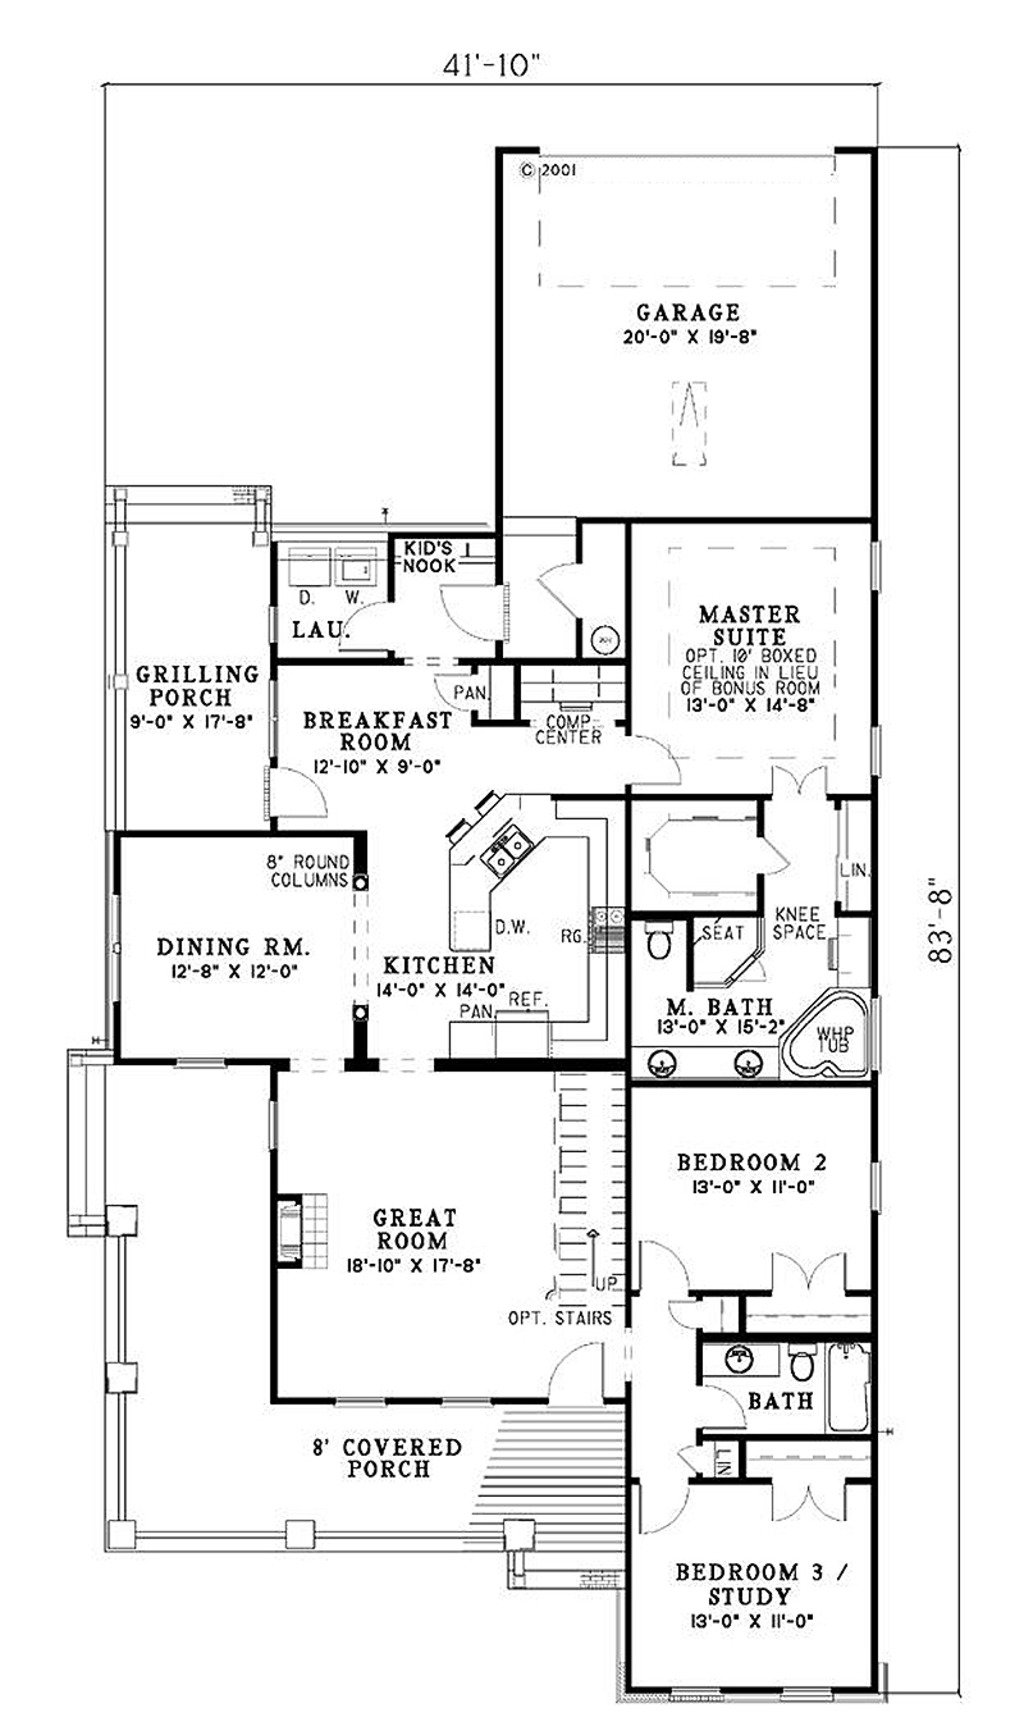 41'-10"
© 2001
GARAGE
20'-0" X 19'-8"
KID'S
NOOK
D. W.
LAU.
MASTER
SUITE
OPT. 10' BOXED
CEILING IN LIEU
OF BONUS ROOM
13'-0" X 14'-8"
GRILLING
PORCH
9'-0" X 17'-8"
PAN.
BREAKFAST
ROOM
12'-10" X 9'-0"
COMP.
CENTER
8" ROUND
COLUMNS
LIN.
DINING RM.
12'-8" X 12'-0"
D.W.
RG.
SEAT
KNEE
SPACE
KITCHEN
14'-0" X 14'-0"
PAN.
REF.
M. BATH
13'-0" X 15'-2"
WHP
TUB
83'-8"
BEDROOM 2
13'-0" X 11'-0"
GREAT
ROOM
18'-10" X 17'-8"
UP
OPT. STAIRS
BATH
8' COVERED
PORCH
LIN.
BEDROOM 3 /
STUDY
13'-0" X 11'-0"